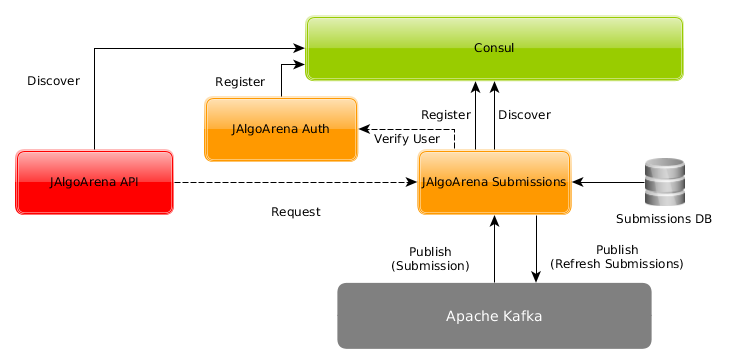 Consul
Discover
Register
Register
Discover
JAlgoArena Auth
Verify User
JAlgoArena API
JAlgoArena Submissions
Request
Submissions DB
Publish
(Submission)
Publish
(Refresh Submissions)
Apache Kafka